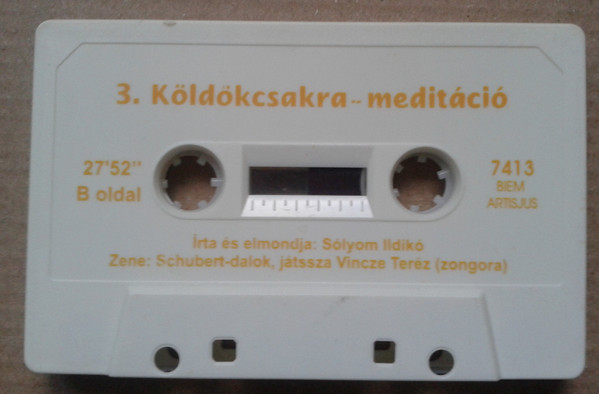 3. Köldökcsakra - meditáció
27'52"
B oldal
7413
BIEM
ARTISJUS
Írta és elmondja: Sólyom Ildikó
Zene: Schubert-dalok, játssza Vincze Teréz (zongora)